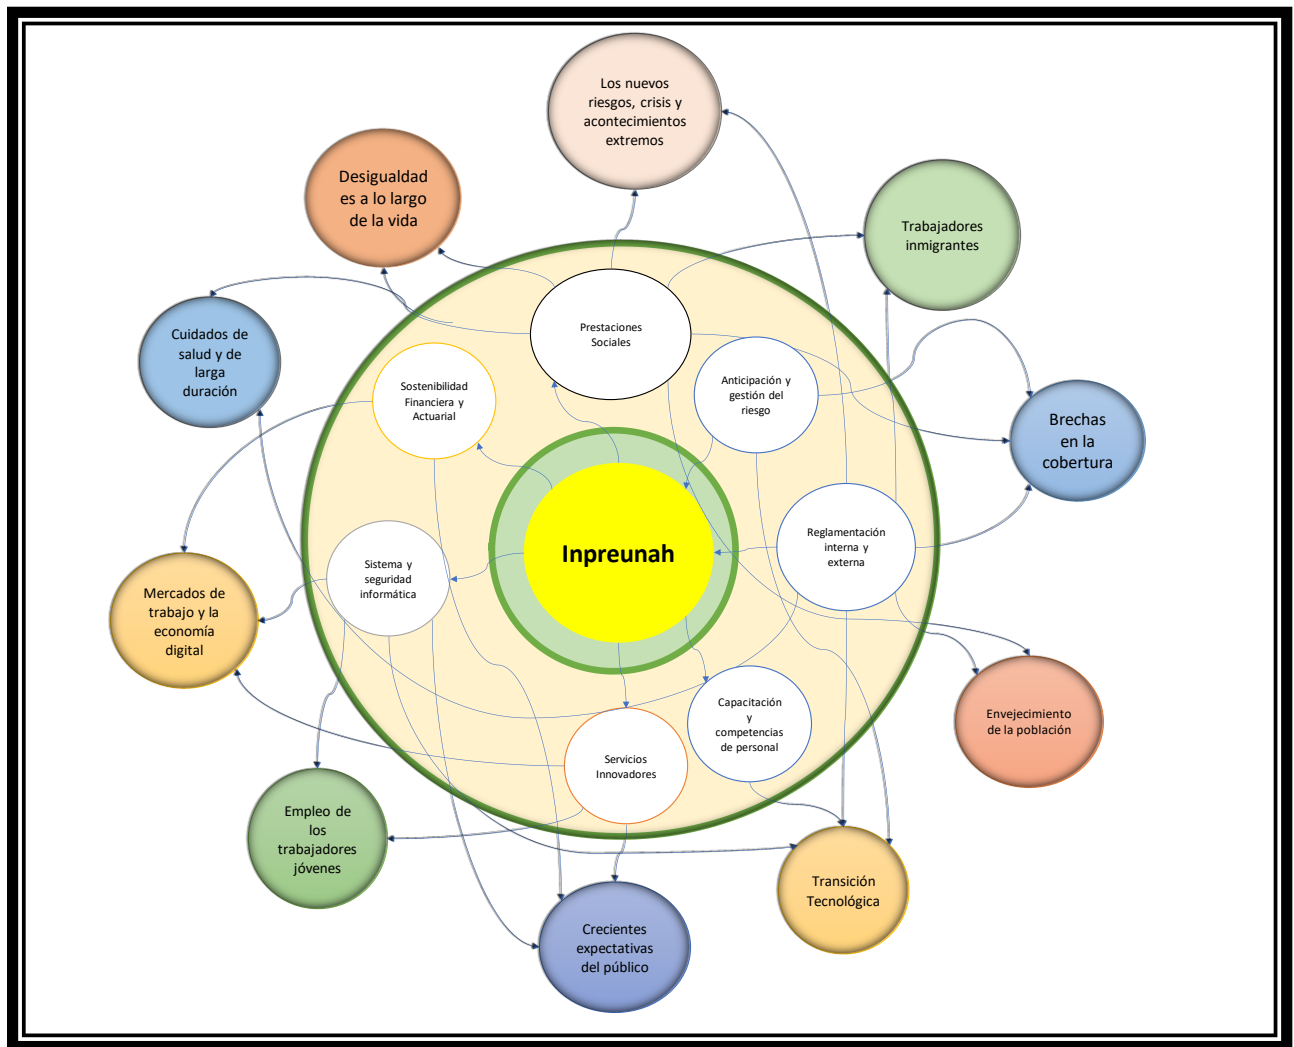 Los nuevos
riesgos, crisis y
acontecimientos
extremos
Desigualdad
es a lo largo
de la vida
Trabajadores
inmigrantes
Cuidados de
salud y de
larga
duración
Prestaciones
Sociales
Sostenibilidad
Financiera y
Actuarial
Anticipación y
gestión del
riesgo
Brechas
en la
cobertura
Inpreunah
Reglamentación
interna y
externa
Sistema y
seguridad
informática
Mercados de
trabajo y la
economía
digital
Capacitación
y
competencias
de personal
Envejecimiento
de la población
Servicios
Innovadores
Empleo de
los
trabajadores
jóvenes
Transición
Tecnológica
Crecientes
expectativas
del público